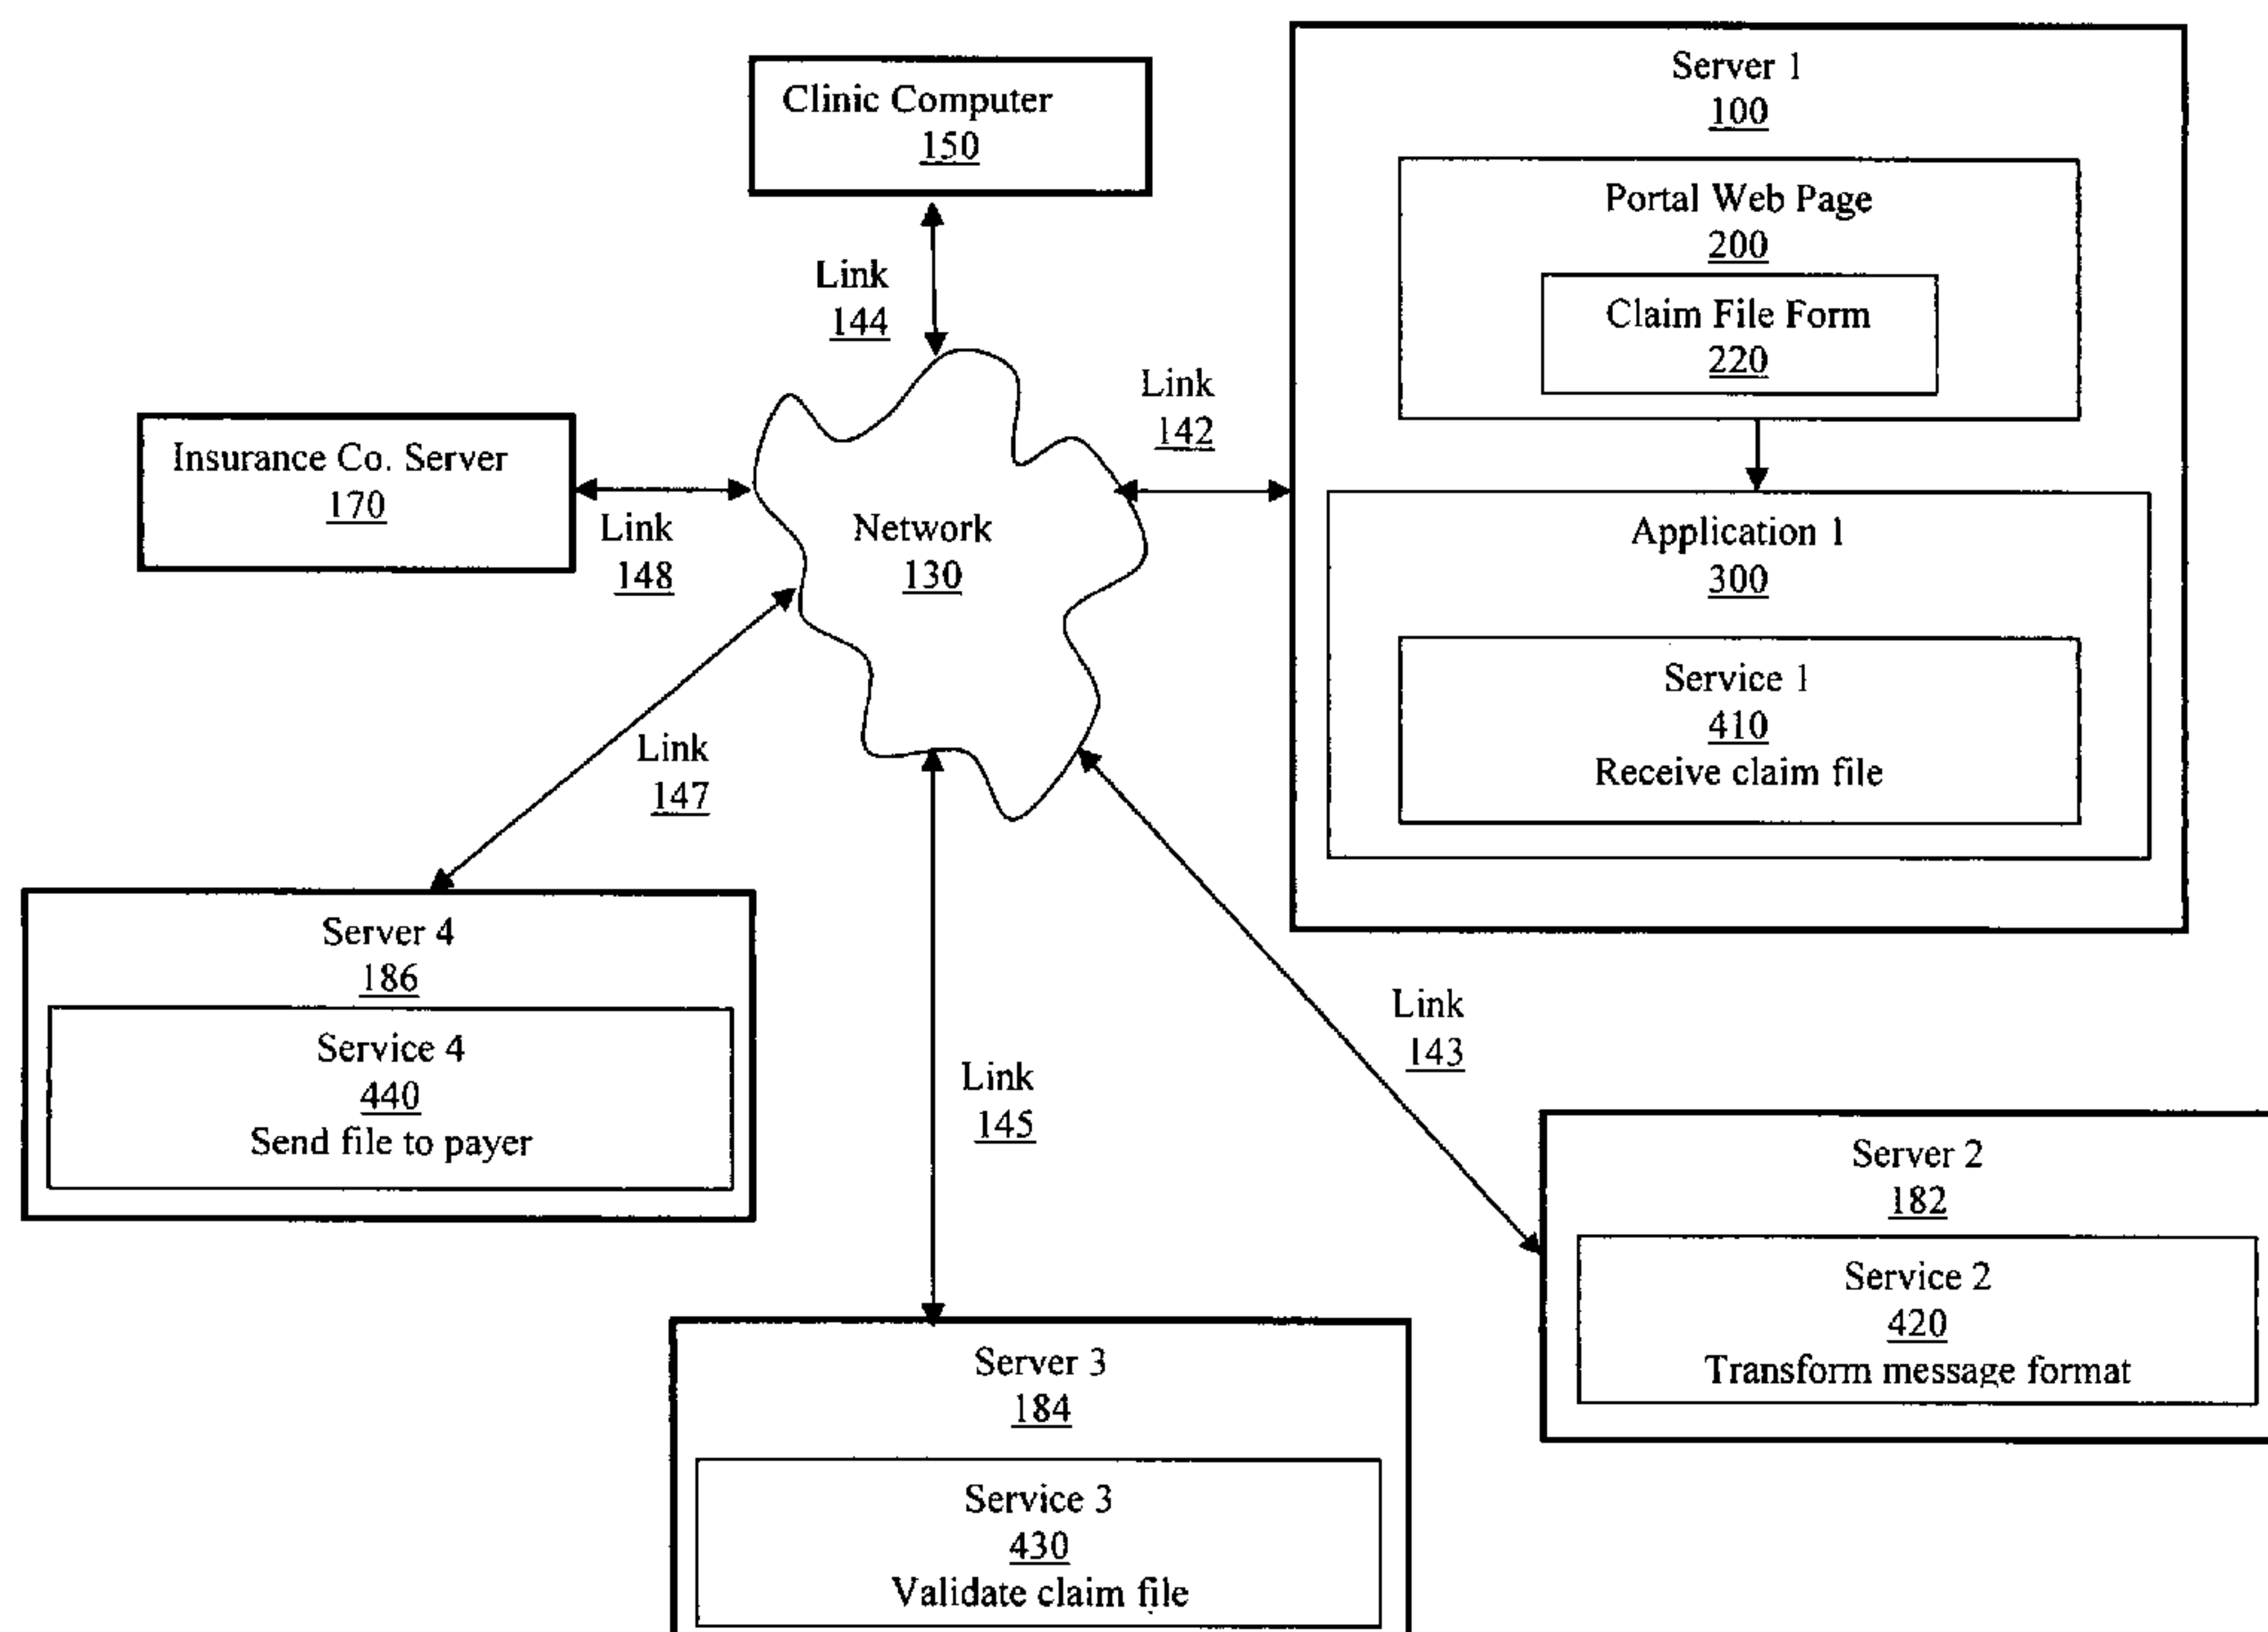 Clinic Computer
150
Server 1
100
Portal Web Page
200
Claim File Form
220
Link
144
Link
142
Insurance Co. Server
170
Link
148
Network
130
Application 1
300
Service 1
410
Receive claim file
Link
147
Server 4
186
Service 4
440
Send file to payer
Link
145
Link
143
Server 2
182
Service 2
420
Transform message format
Server 3
184
Service 3
430
Validate claim file